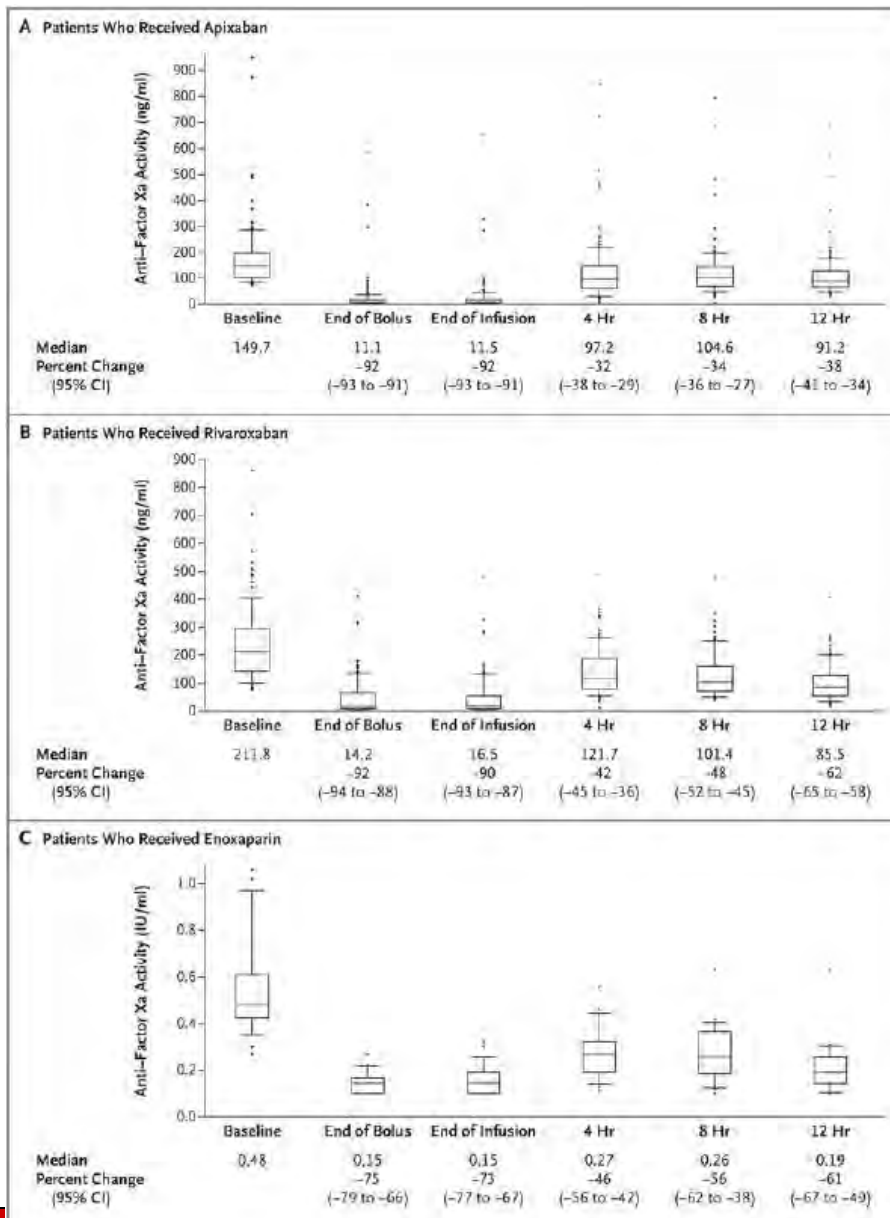 A Patients Who Received Apixaban
Anti–Factor Xa Activity (ng/ml)
900
800
700
600
500
400
300
200
100
0
Baseline End of Bolus End of Infusion 4 Hr 8 Hr 12 Hr
Median 149.7 11.1 11.5 97.2 104.6 91.2
Percent Change –92 –92 –32 –34 –38
(95% CI) (–93 to –91) (–93 to –91) (–38 to –29) (–36 to –27) (–41 to –34)
B Patients Who Received Rivaroxaban
Anti–Factor Xa Activity (ng/ml)
900
800
700
600
500
400
300
200
100
0
Baseline End of Bolus End of Infusion 4 Hr 8 Hr 12 Hr
Median 211.8 14.2 16.5 121.7 101.4 85.5
Percent Change –92 –90 –42 –48 –62
(95% CI) (–94 to –88) (–93 to –87) (–45 to –36) (–52 to –45) (–65 to –58)
C Patients Who Received Enoxaparin
Anti–Factor Xa Activity (IU/ml)
1.0
0.8
0.6
0.4
0.2
0.0
Baseline End of Bolus End of Infusion 4 Hr 8 Hr 12 Hr
Median 0.48 0.15 0.15 0.27 0.26 0.19
Percent Change –75 –73 –46 –56 –61
(95% CI) (–79 to –66) (–77 to –67) (–56 to –42) (–62 to –38) (–67 to –49)